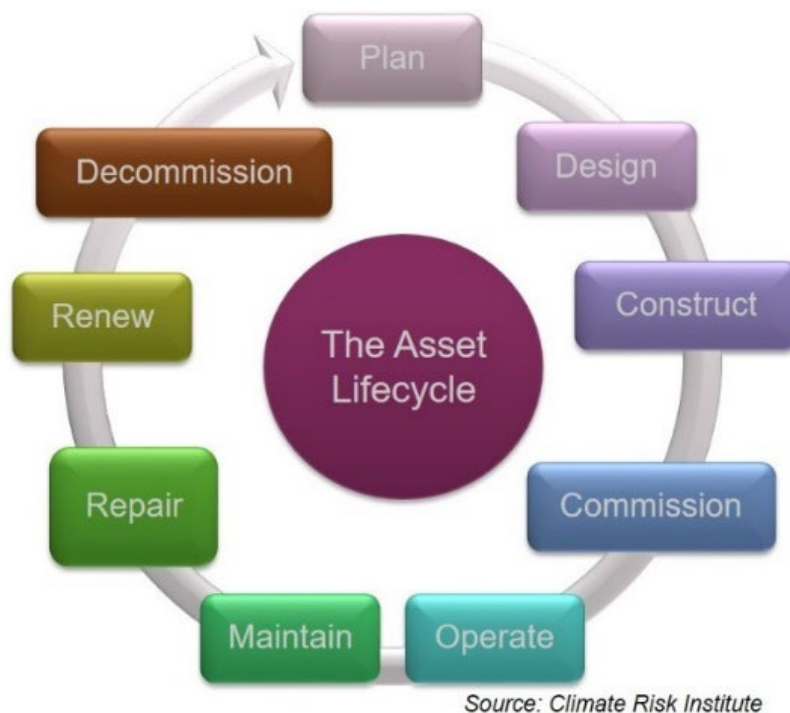 Plan
Design
Construct
Commission
Operate
Maintain
Repair
Renew
Decommission
The Asset
Lifecycle
Source: Climate Risk Institute